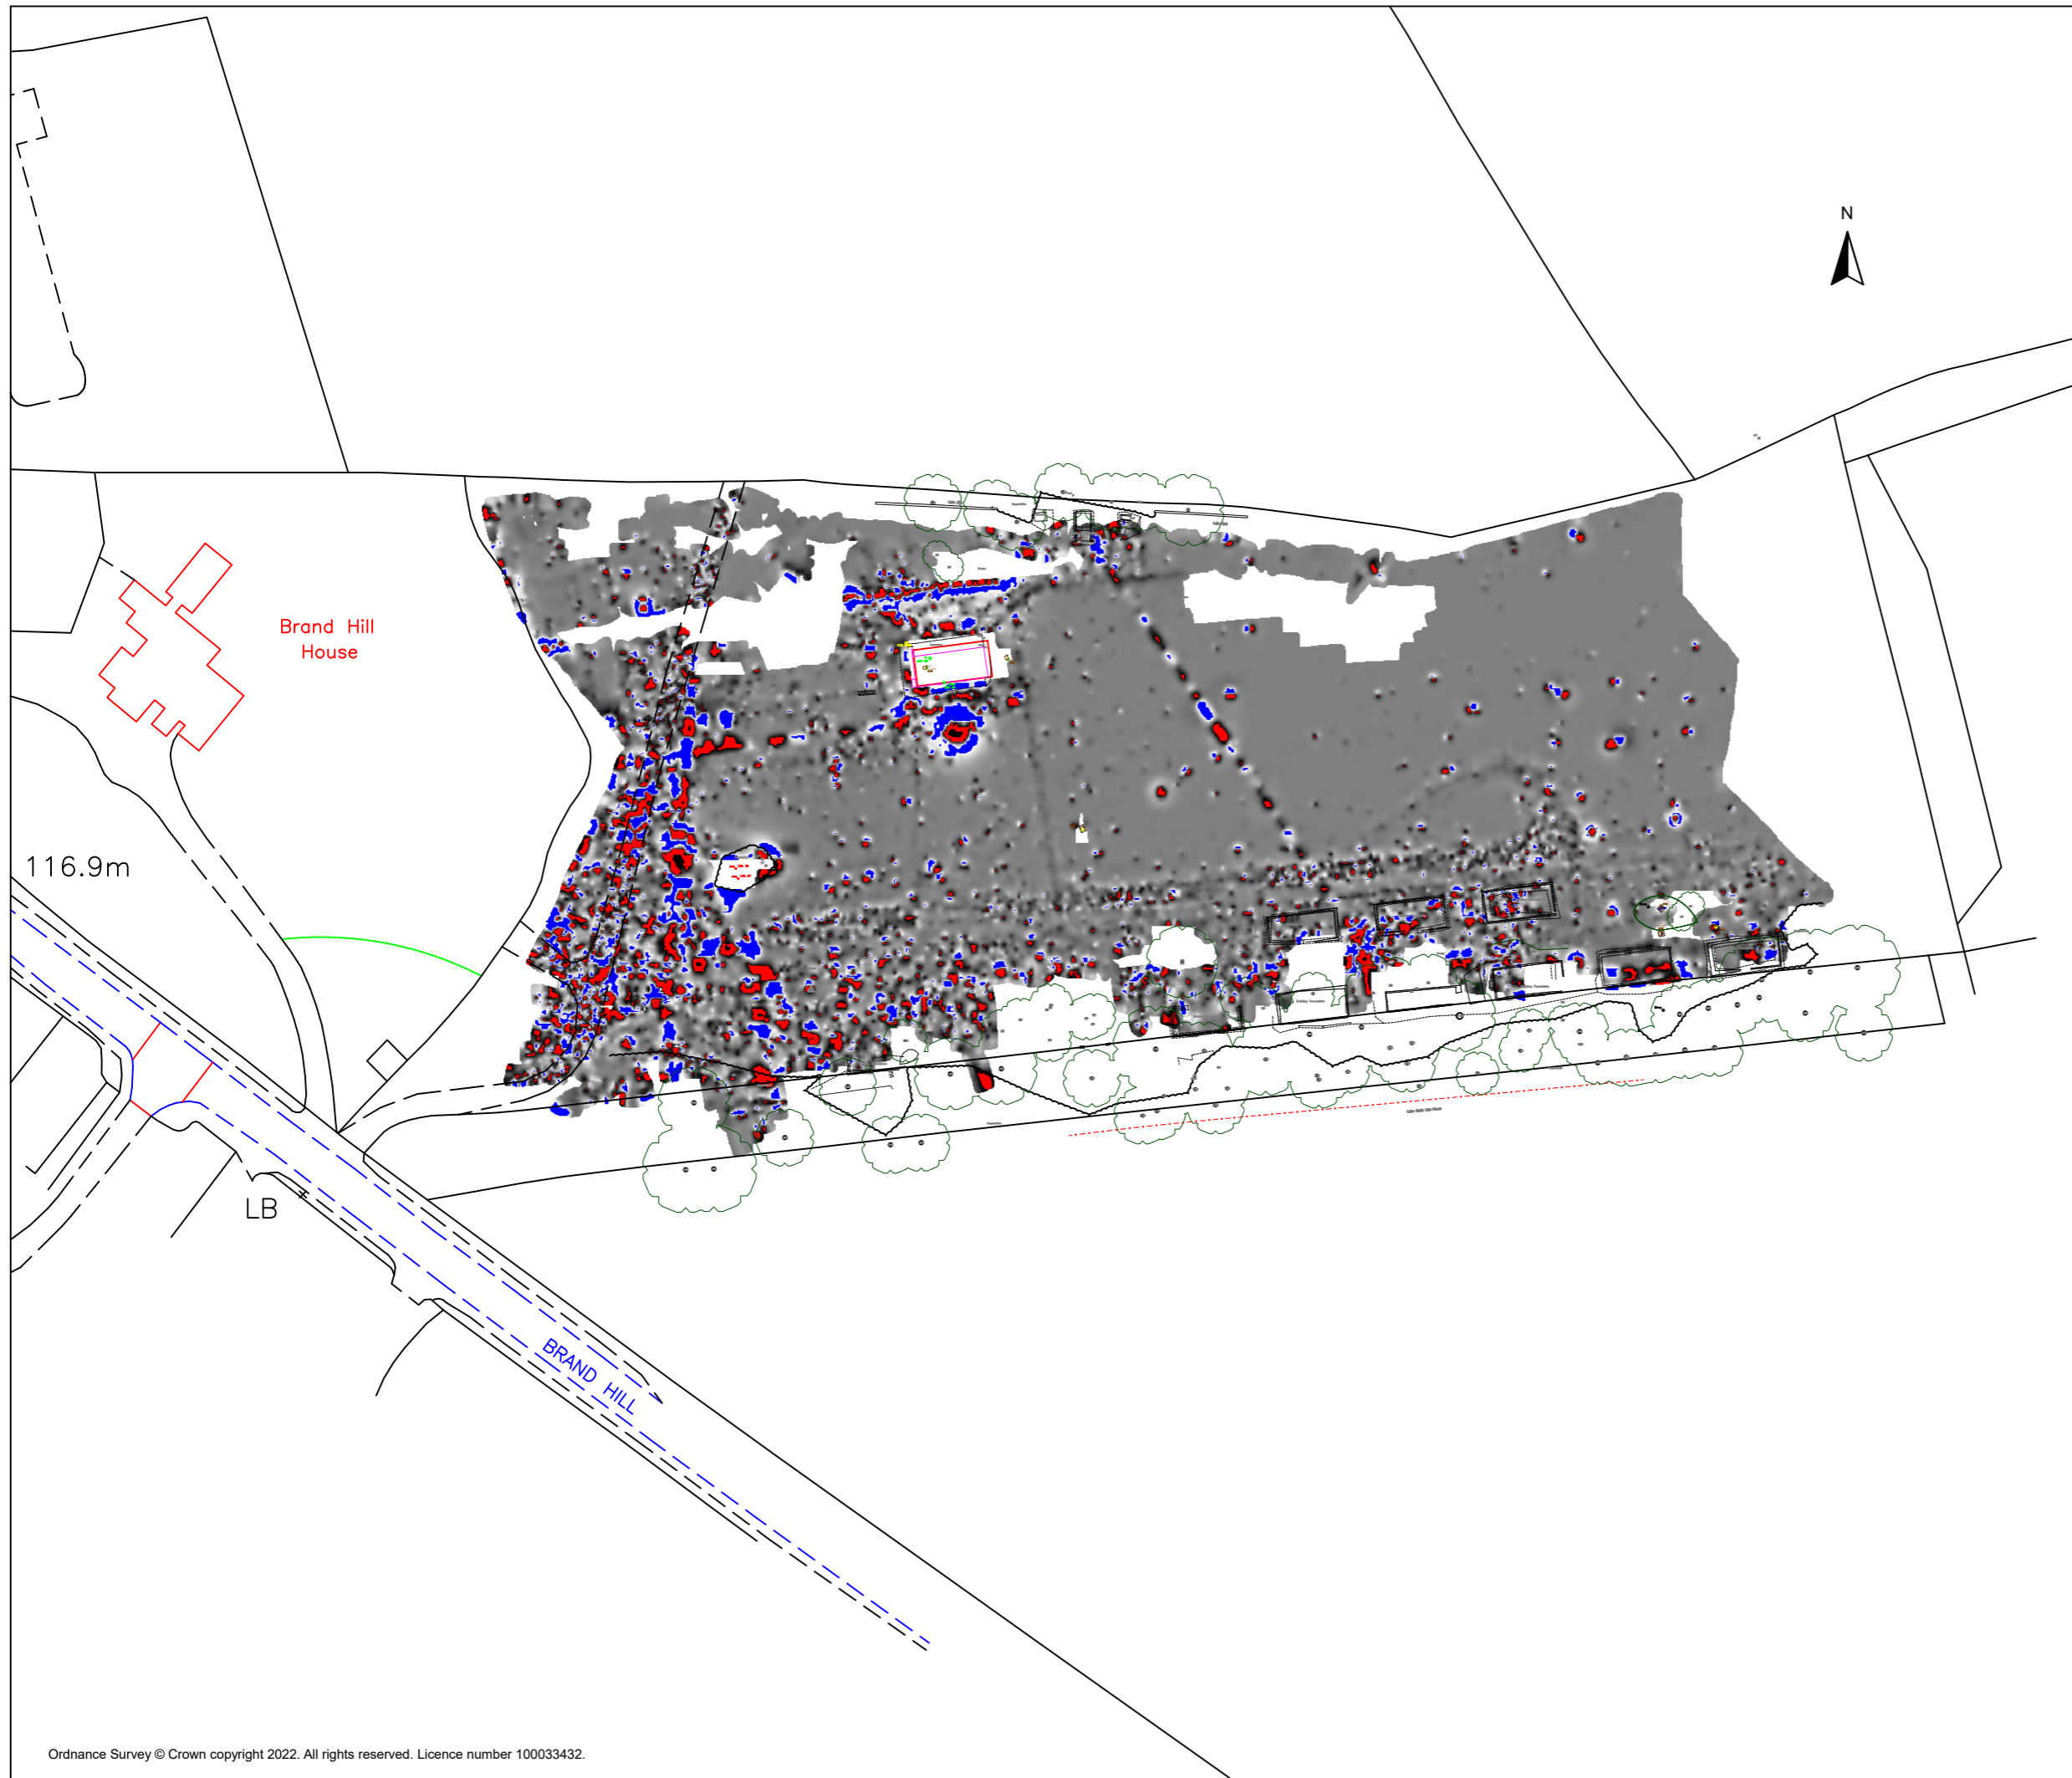 N
Brand Hill
House
116.9m
LB
BRAND HILL
Ordnance Survey © Crown copyright 2022. All rights reserved. Licence number 100033432.